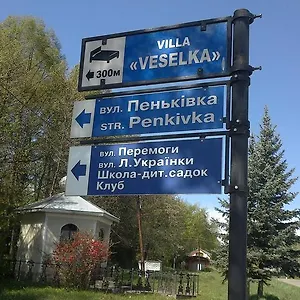 VILLA
«VESELKA»
300м
вул. Пеньківка
STR. Penkivka
вул. Перемоги
вул. Л.Українки
Школа-дит.садок
Клуб